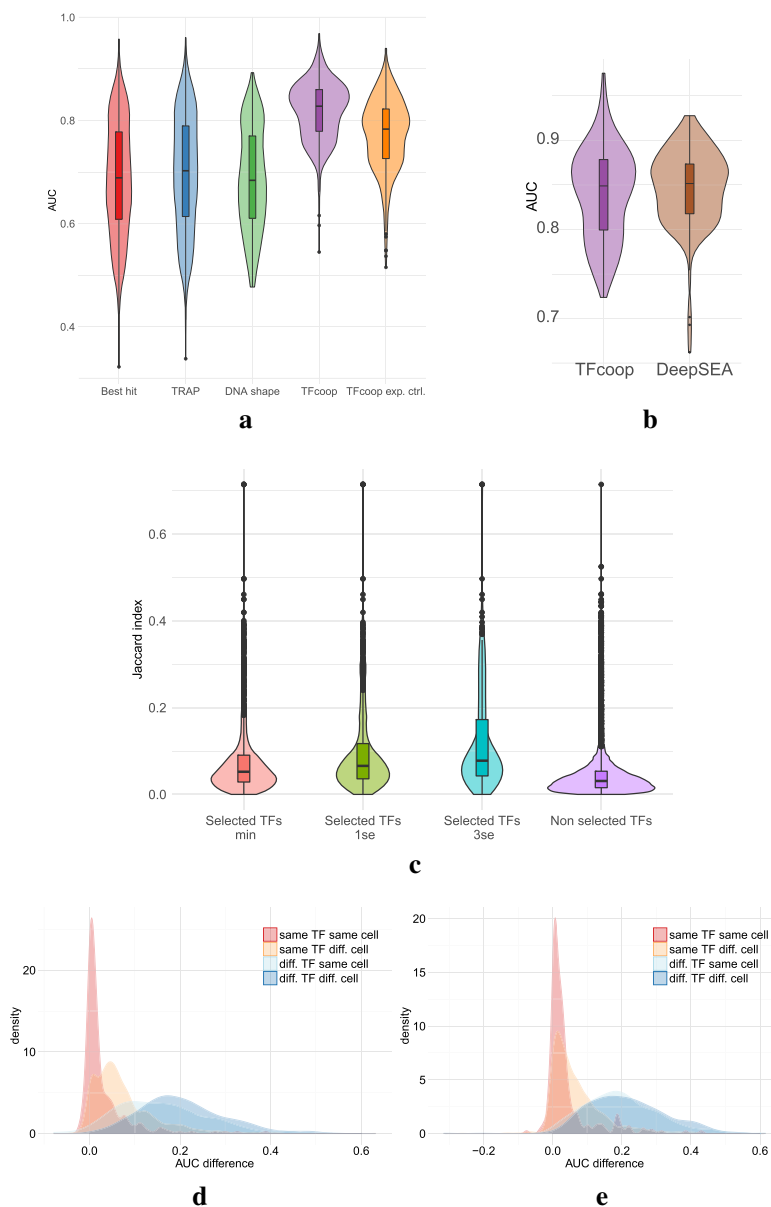 1.0
0.8
0.6
0.4
AUC
Best hit
TRAP
DNA shape
TFcoop
TFcoop exp. ctrl.
a
0.9
0.8
0.7
AUC
TFcoop
DeepSEA
b
0.6
0.4
0.2
0.0
Jaccard index
Selected TFs
min
Selected TFs
1se
Selected TFs
3se
Non selected TFs
c
20
10
0
density
same TF same cell
same TF diff. cell
diff. TF same cell
diff. TF diff. cell
0.0
0.2
0.4
0.6
AUC difference
d
20
15
10
5
0
density
same TF same cell
same TF diff. cell
diff. TF same cell
diff. TF diff. cell
−0.2
0.0
0.2
0.4
0.6
AUC difference
e